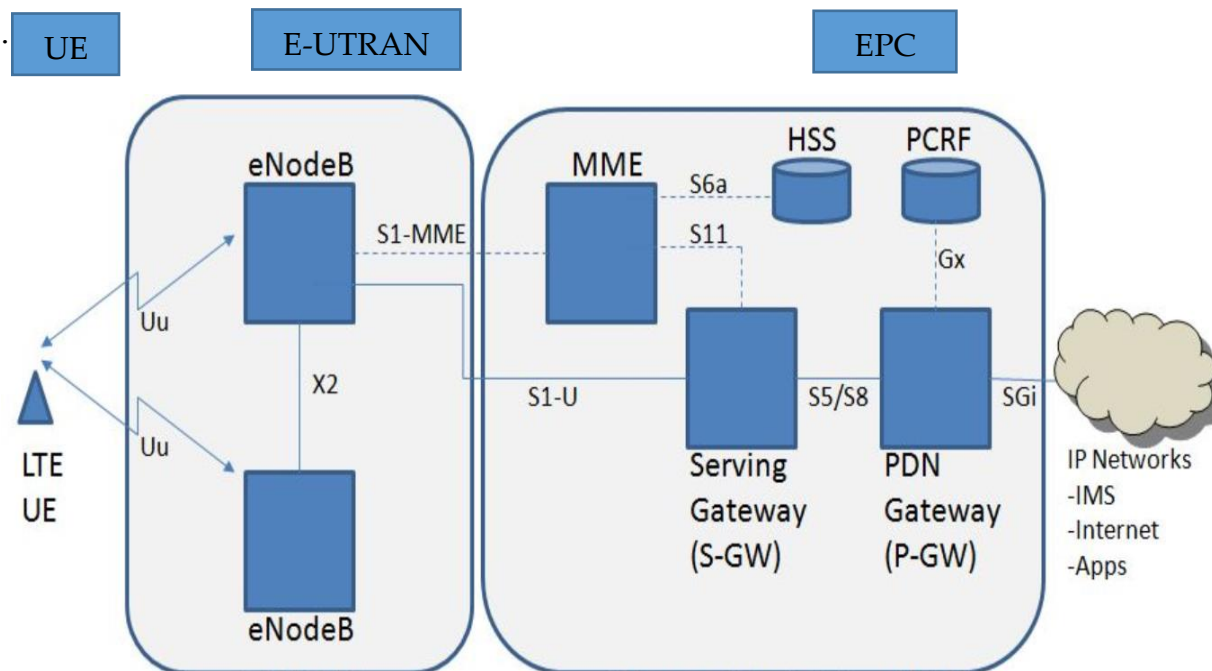 .
UE
E-UTRAN
EPC
eNodeB
MME
HSS
PCRF
S6a
S1-MME
S11
Gx
Uu
X2
S1-U
S5/S8
SGi
Uu
LTE
UE
Serving
Gateway
(S-GW)
PDN
Gateway
(P-GW)
IP Networks
-IMS
-Internet
-Apps
eNodeB